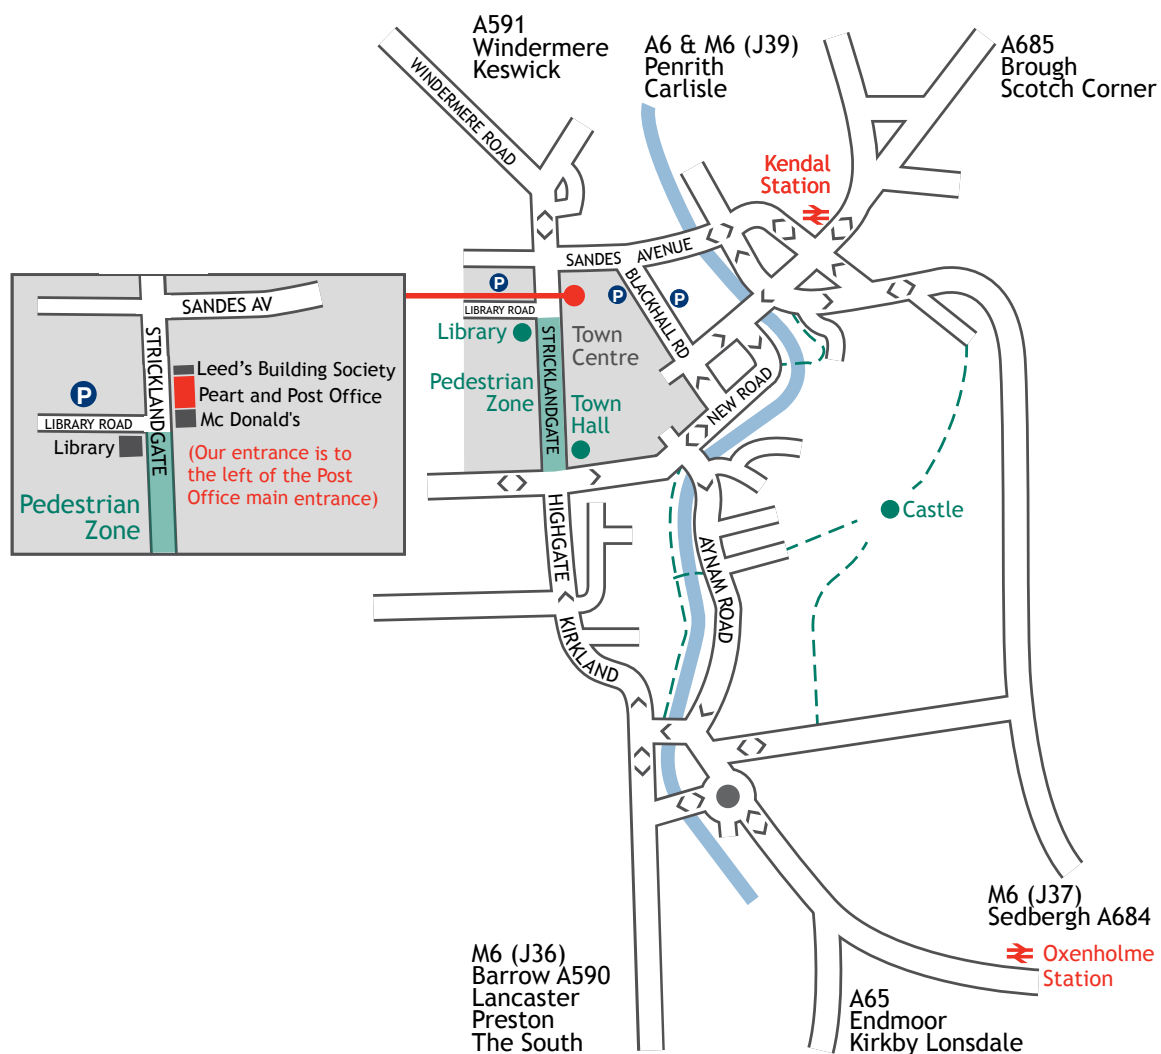 A591
Windermere
Keswick
A6 & M6 (J39)
Penrith
Carlisle
A685
Brough
Scotch Corner
WINDERMERE ROAD
Kendal
Station
SANDES AVENUE
P
P
P
BLACKHALL RD
LIBRARY ROAD
Library
STRICKLANDGATE
Town
Centre
Pedestrian
Zone
Town
Hall
NEW ROAD
SANDES AV
STRICKLANDGATE
Leed's Building Society
Peart and Post Office
Mc Donald's
P
LIBRARY ROAD
Library
(Our entrance is to
the left of the Post
Office main entrance)
Pedestrian
Zone
HIGHGATE
Castle
AYNAM ROAD
KIRKLAND
M6 (J37)
Sedbergh A684
Oxenholme
Station
M6 (J36)
Barrow A590
Lancaster
Preston
The South
A65
Endmoor
Kirkby Lonsdale